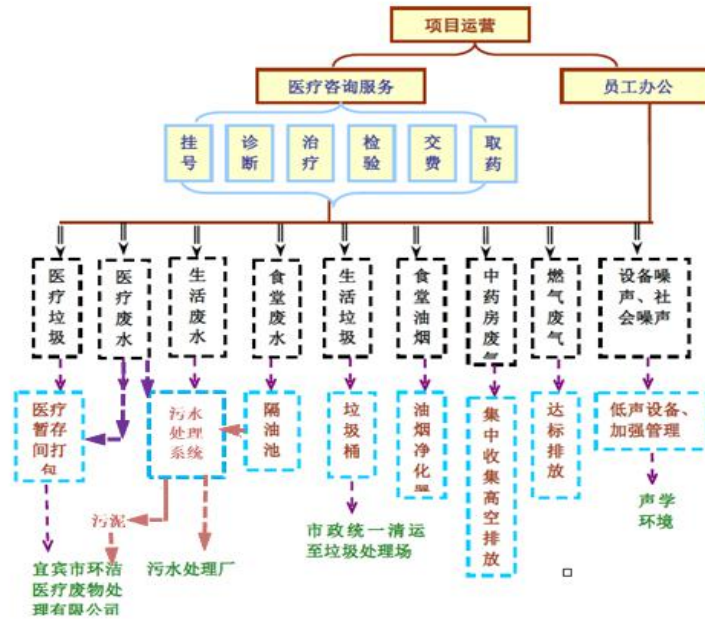 项目运营
医疗咨询服务
员工办公
挂号
诊断
治疗
检验
交费
取药
医疗垃圾
医疗废水
生活废水
食堂废水
生活垃圾
食堂油烟
中药房废气
燃气废气
设备噪
声、社
会噪声
医疗
暂存
间打
包
污水
处理
系统
隔油池
垃圾桶
油烟净化器
集中收集高空排放
达标排放
低声设备、
加强管理
污泥
宜宾市环洁
医疗废物处
理有限公司
污水处理厂
市政统一清运
至垃圾处理场
声学
环境